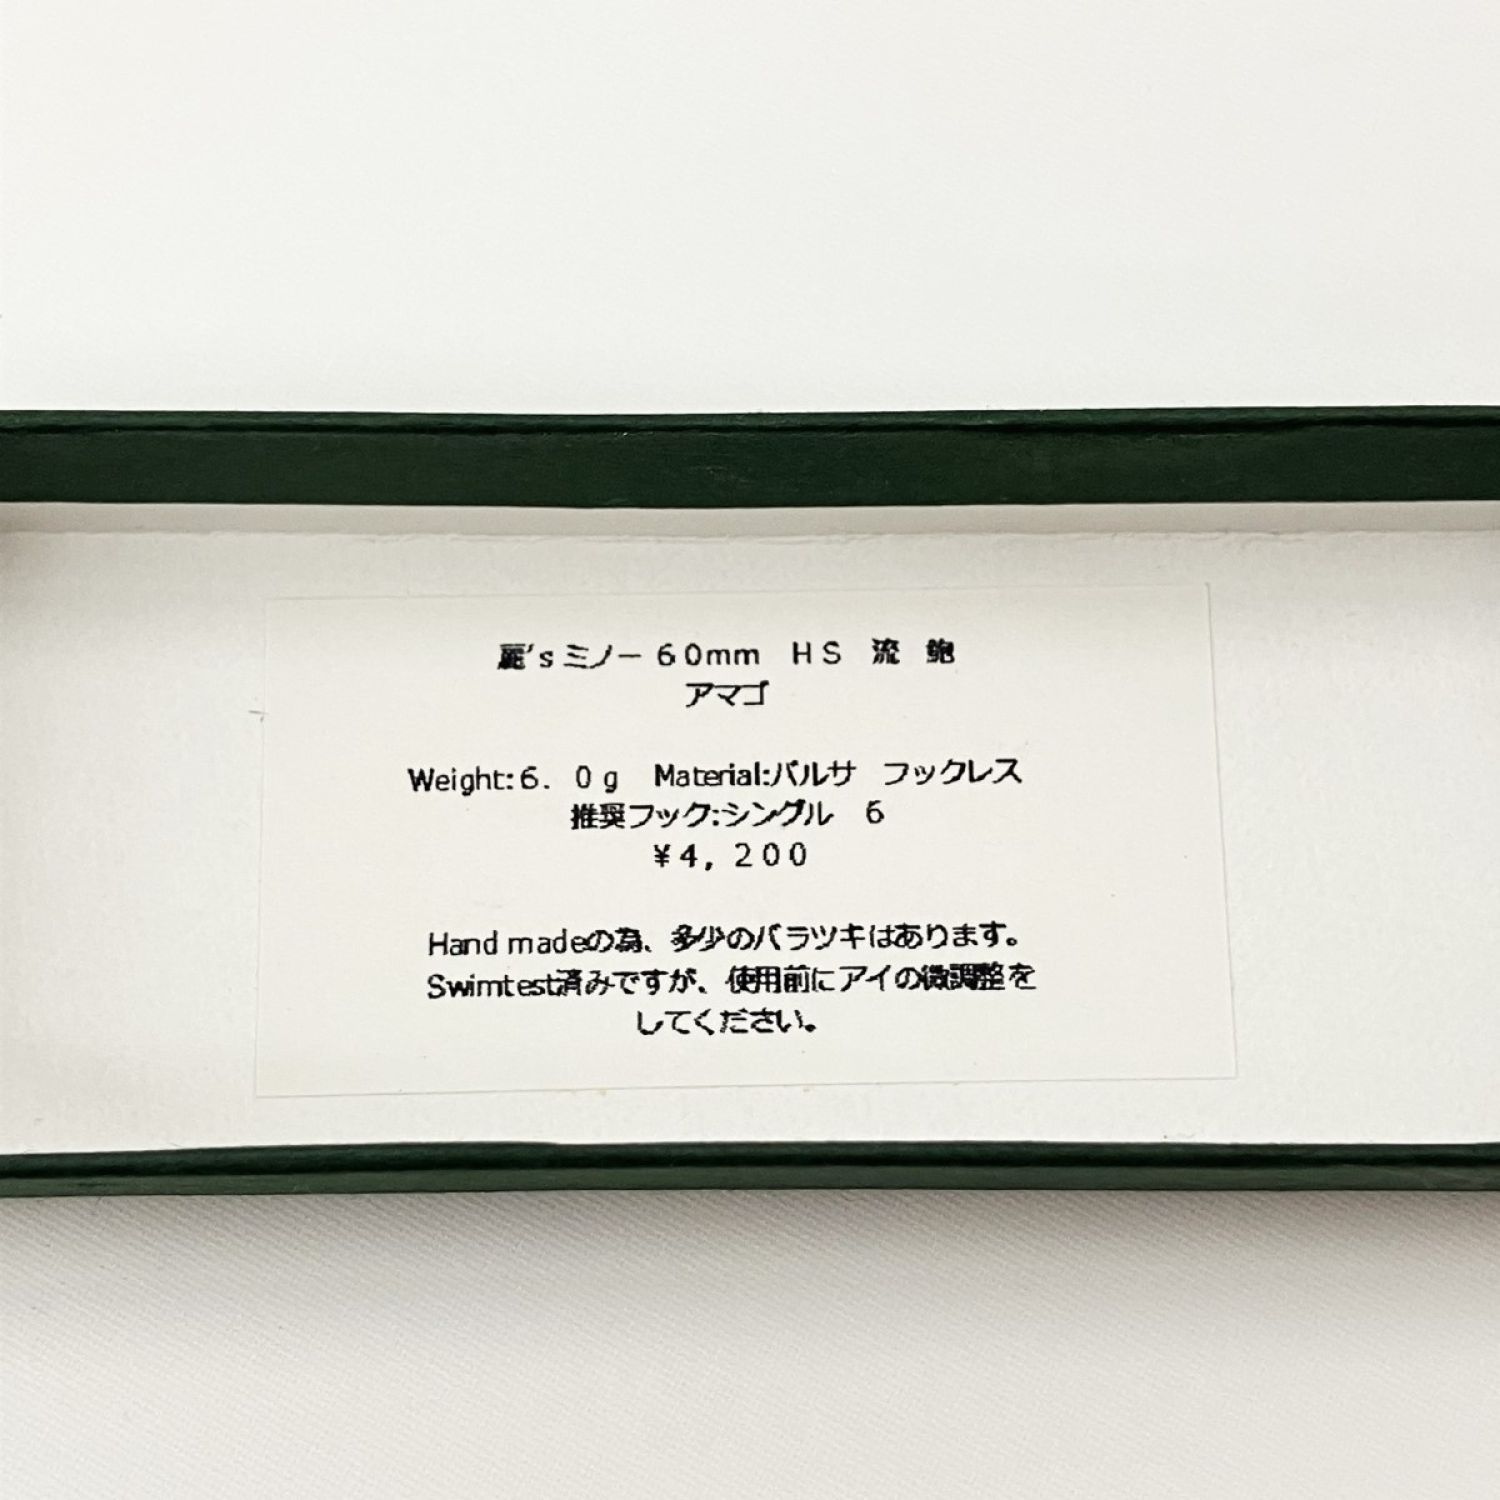 麗'sミノー60mm HS 流 鮑
アマゴ
Weight:6. 0g Material:バルサ フックレス
推奨フック:シングル 6
¥4, 200
Hand madeの為、多少のバラツキはあります。
Swimtest済みですが、使用前にアイの微調整を
してください。